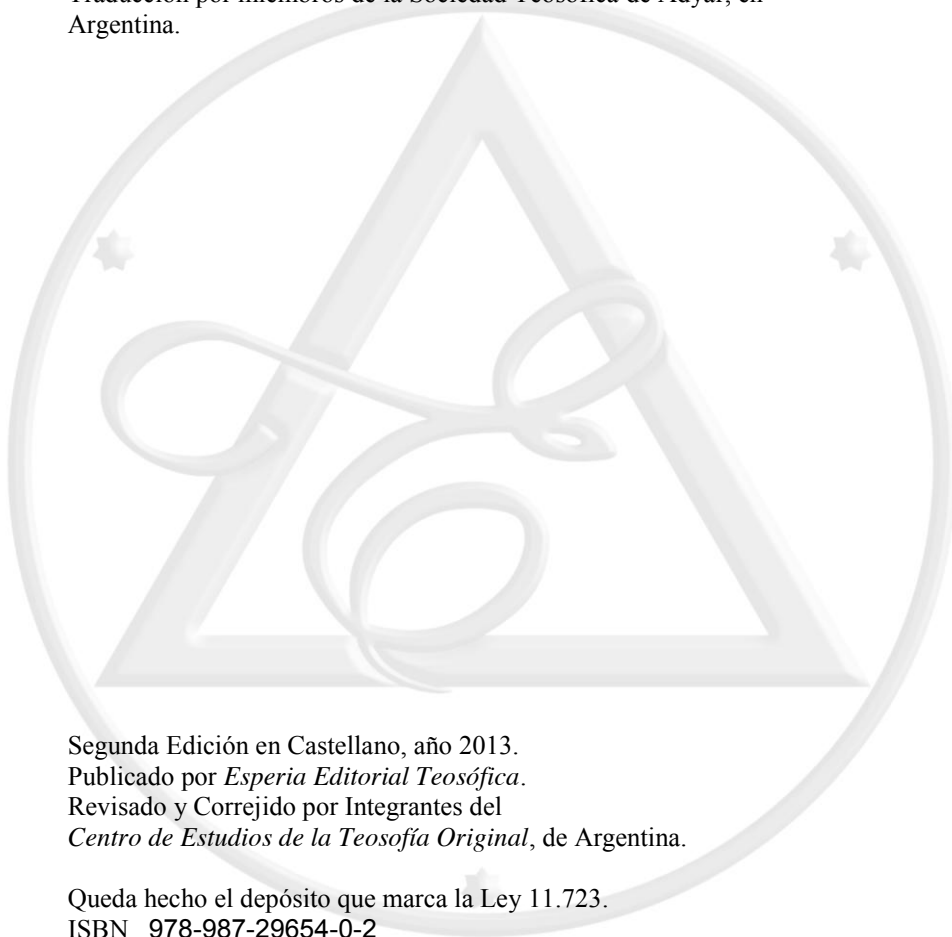 Traducción por miembros de la Sociedad Teosófica de Adyar, en
Argentina.
Segunda Edición en Castellano, año 2013.
Publicado por Esperia Editorial Teosófica.
Revisado y Correjido por Integrantes del
Centro de Estudios de la Teosofía Original, de Argentina.
Queda hecho el depósito que marca la Ley 11.723.
ISBN 978-987-29654-0-2